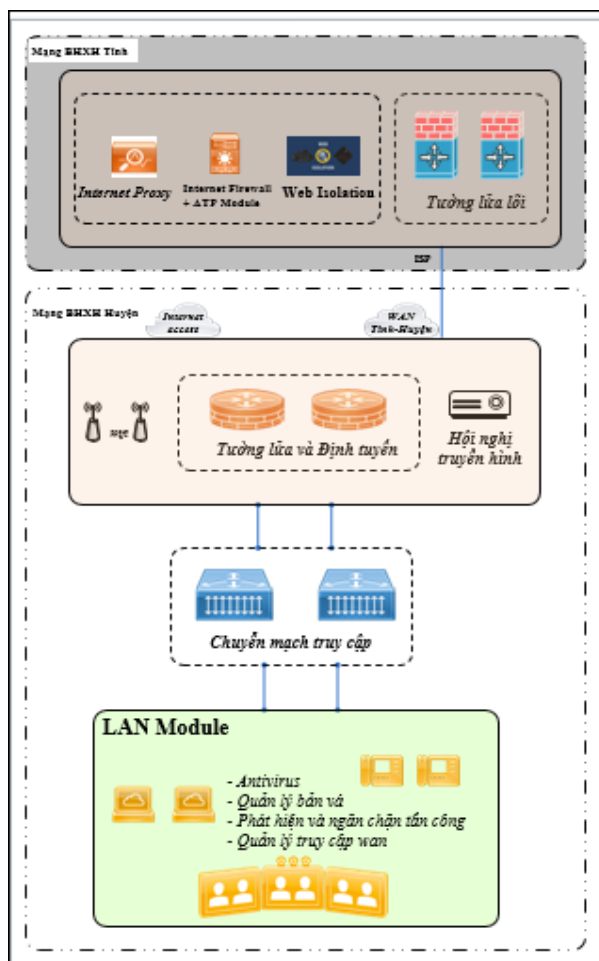 Mạng BHXH Tỉnh
Internet Proxy
Internet Firewall
+ ATP Module
Web Izolation
Tường lửa lõi
ISP
Mạng BHXH Huyện
Internet
access
WAN
Tỉnh-Huyện
Tường lửa và Định tuyến
Hội nghị
truyền hình
Chuyển mạch truy cập
LAN Module
- Antivirus
- Quản lý bản vá
- Phát hiện và ngăn chặn tấn công
- Quản lý truy cập wan